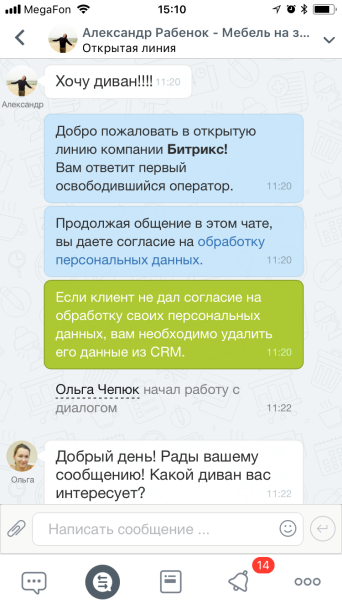 MegaFon
15:10
Александр Рабенок - Мебель на з...
Открытая линия
Хочу диван!!!!
11:20
Александр
Добро пожаловать в открытую
линию компании Битрикс!
Вам ответит первый
освободившийся оператор.
11:20
Продолжая общение в этом чате,
вы даете согласие на обработку
персональных данных.
11:20
Если клиент не дал согласие на
обработку своих персональных
данных, вам необходимо удалить
его данные из CRM.
11:20
Ольга Чепюк начал работу с
диалогом
11:22
Добрый день! Рады вашему
сообщению! Какой диван вас
интересует?
11:22
Ольга
Написать сообщение ...
14